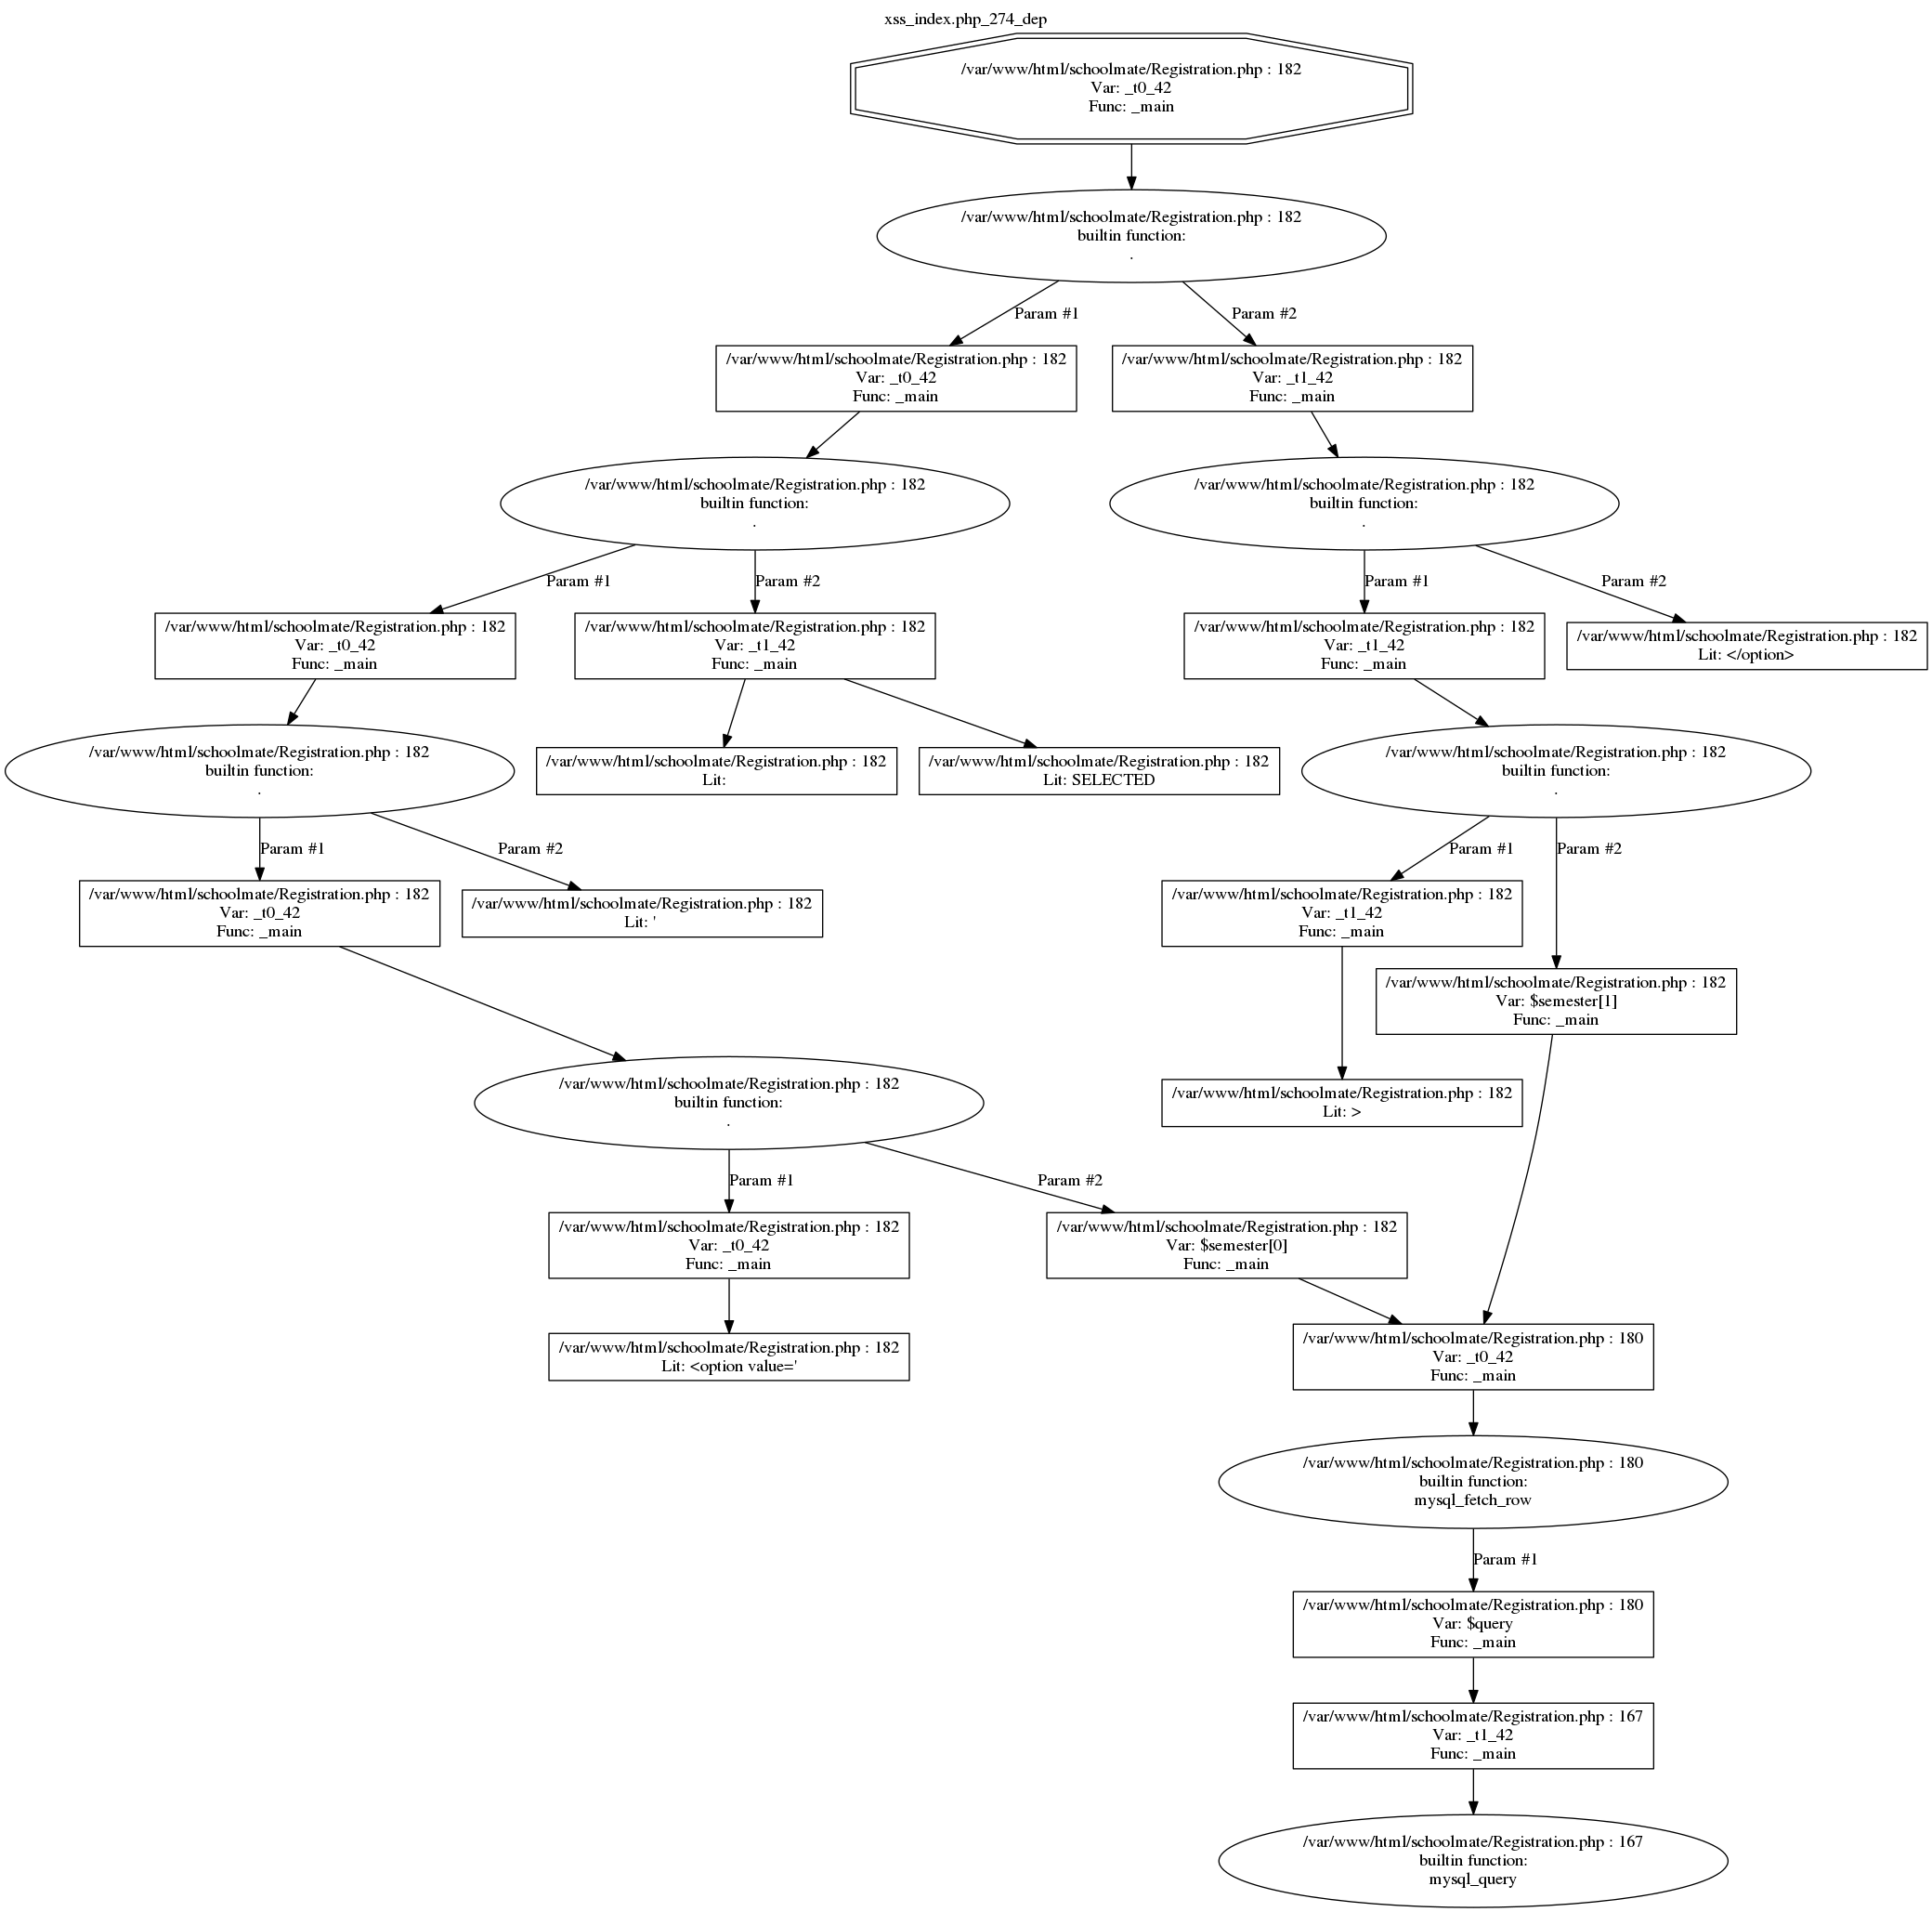 xss_index.php_274_dep
/var/www/html/schoolmate/Registration.php : 182
Var: _t0_42
Func: _main
/var/www/html/schoolmate/Registration.php : 182
builtin function:
.
Param #1
Param #2
/var/www/html/schoolmate/Registration.php : 182
Var: _t0_42
Func: _main
/var/www/html/schoolmate/Registration.php : 182
Var: _t1_42
Func: _main
/var/www/html/schoolmate/Registration.php : 182
builtin function:
.
/var/www/html/schoolmate/Registration.php : 182
builtin function:
.
Param #1
Param #2
Param #1
Param #2
/var/www/html/schoolmate/Registration.php : 182
Var: _t0_42
Func: _main
/var/www/html/schoolmate/Registration.php : 182
Var: _t1_42
Func: _main
/var/www/html/schoolmate/Registration.php : 182
Var: _t1_42
Func: _main
/var/www/html/schoolmate/Registration.php : 182
Lit: </option>
/var/www/html/schoolmate/Registration.php : 182
builtin function:
.
/var/www/html/schoolmate/Registration.php : 182
Lit:
/var/www/html/schoolmate/Registration.php : 182
Lit: SELECTED
/var/www/html/schoolmate/Registration.php : 182
builtin function:
.
Param #1
Param #2
Param #1
Param #2
/var/www/html/schoolmate/Registration.php : 182
Var: _t0_42
Func: _main
/var/www/html/schoolmate/Registration.php : 182
Lit: '
/var/www/html/schoolmate/Registration.php : 182
Var: _t1_42
Func: _main
/var/www/html/schoolmate/Registration.php : 182
Var: $semester[1]
Func: _main
/var/www/html/schoolmate/Registration.php : 182
builtin function:
.
/var/www/html/schoolmate/Registration.php : 182
Lit: >
Param #1
Param #2
/var/www/html/schoolmate/Registration.php : 182
Var: _t0_42
Func: _main
/var/www/html/schoolmate/Registration.php : 182
Var: $semester[0]
Func: _main
/var/www/html/schoolmate/Registration.php : 182
Lit: <option value='
/var/www/html/schoolmate/Registration.php : 180
Var: _t0_42
Func: _main
/var/www/html/schoolmate/Registration.php : 180
builtin function:
mysql_fetch_row
Param #1
/var/www/html/schoolmate/Registration.php : 180
Var: $query
Func: _main
/var/www/html/schoolmate/Registration.php : 167
Var: _t1_42
Func: _main
/var/www/html/schoolmate/Registration.php : 167
builtin function:
mysql_query